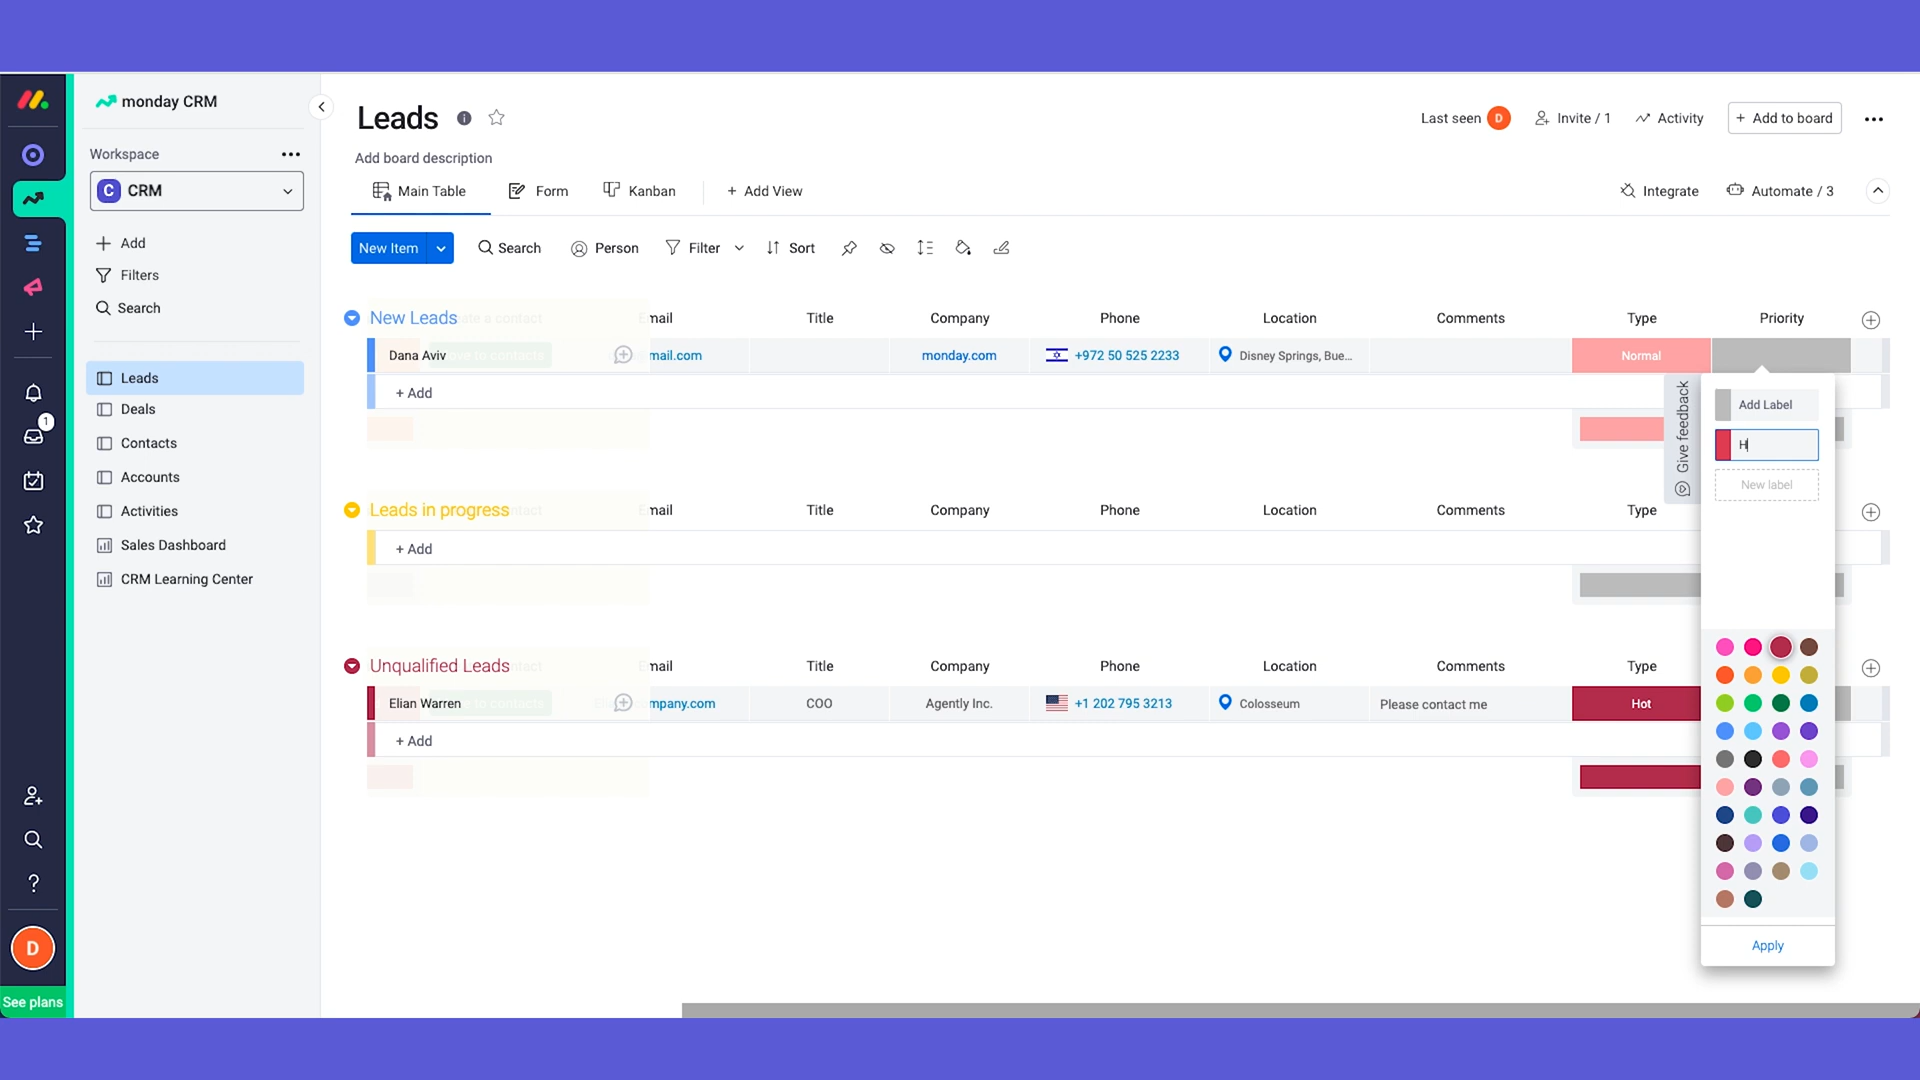 monday CRM
Workspace
C CRM
Add
Filters
Search
Leads
Deals
Contacts
Accounts
Activities
Sales Dashboard
CRM Learning Center
1
D
See plans
Leads
Last seen D Invite / 1 Activity + Add to board
Add board description
Main Table Form Kanban + Add View Integrate Automate / 3
New Item Search Person Filter Sort
New Leads Email Title Company Phone Location Comments Type Priority
Dana Aviv mail.com monday.com +972 50 525 2233 Disney Springs, Bue... Normal
+ Add
Give feedback
Add Label
H
New label
Leads in progress Email Title Company Phone Location Comments Type
+ Add
Unqualified Leads Email Title Company Phone Location Comments Type
Elian Warren mpany.com COO Agently Inc. +1 202 795 3213 Colosseum Please contact me Hot
+ Add
Apply